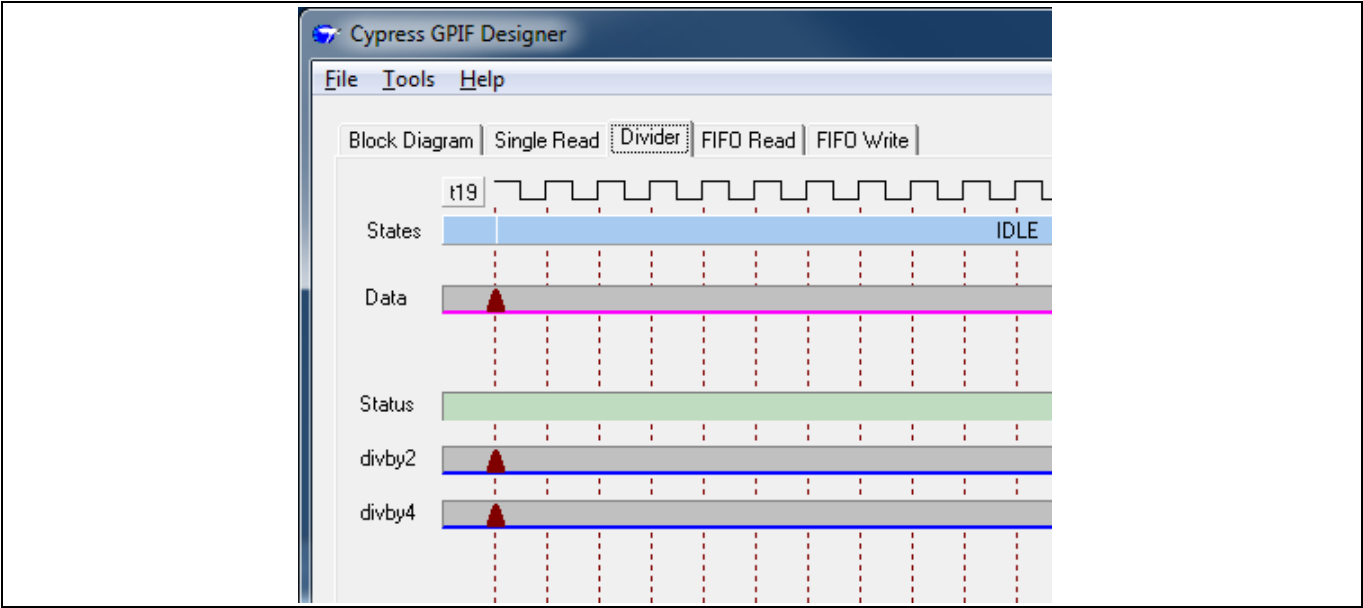 Cypress GPIF Designer
File Tools Help
Block Diagram Single Read Divider FIFO Read FIFO Write
t19
States IDLE
Data
Status
divby2
divby4